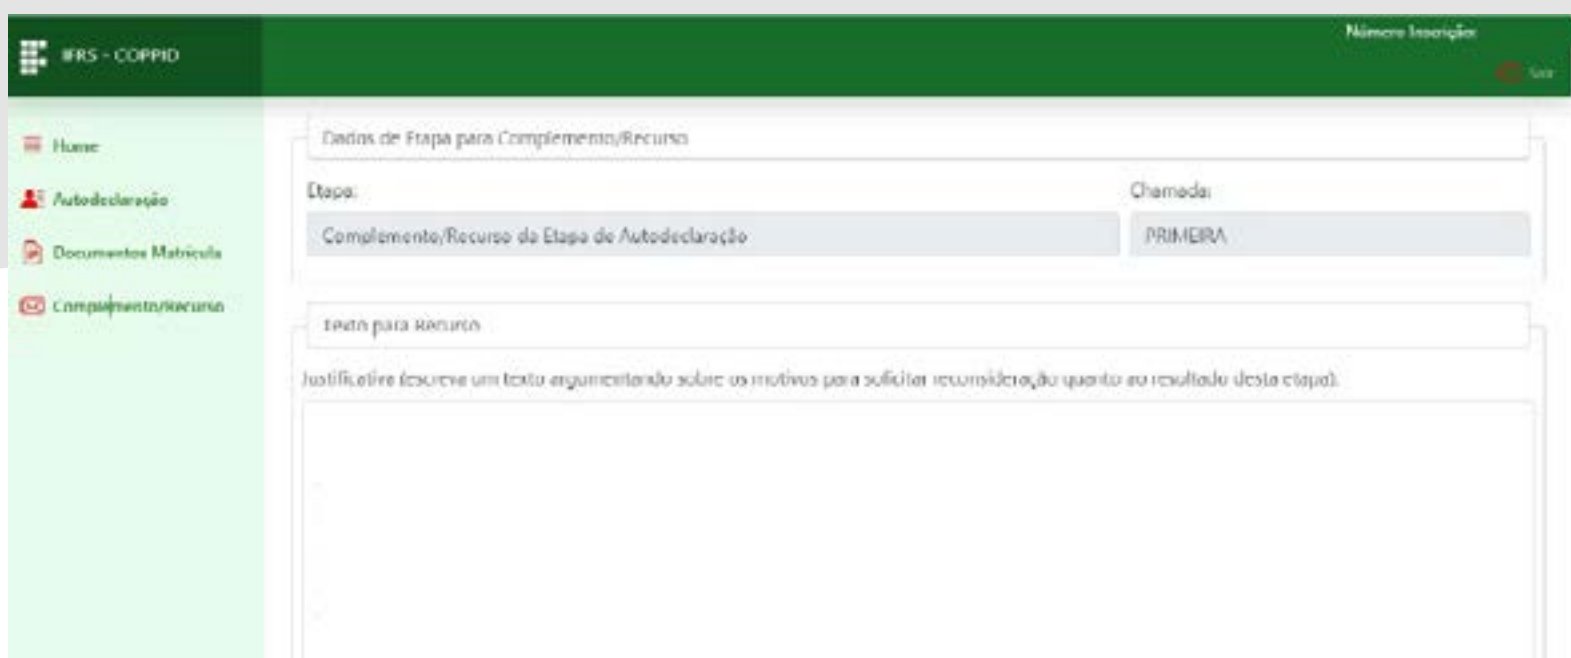 IFRS - COPPID
Número Inscrição:
Sair
Home
Autodeclaração
Documentos Matrícula
Complemento/Recurso
Dados de Etapa para Complemento/Recurso
Etapa:
Chamada:
Complemento/Recurso da Etapa de Autodeclaração
PRIMEIRA
Texto para Recurso
Justificativa (escreva um texto argumentando sobre os motivos para solicitar reconsideração quanto ao resultado desta etapa).